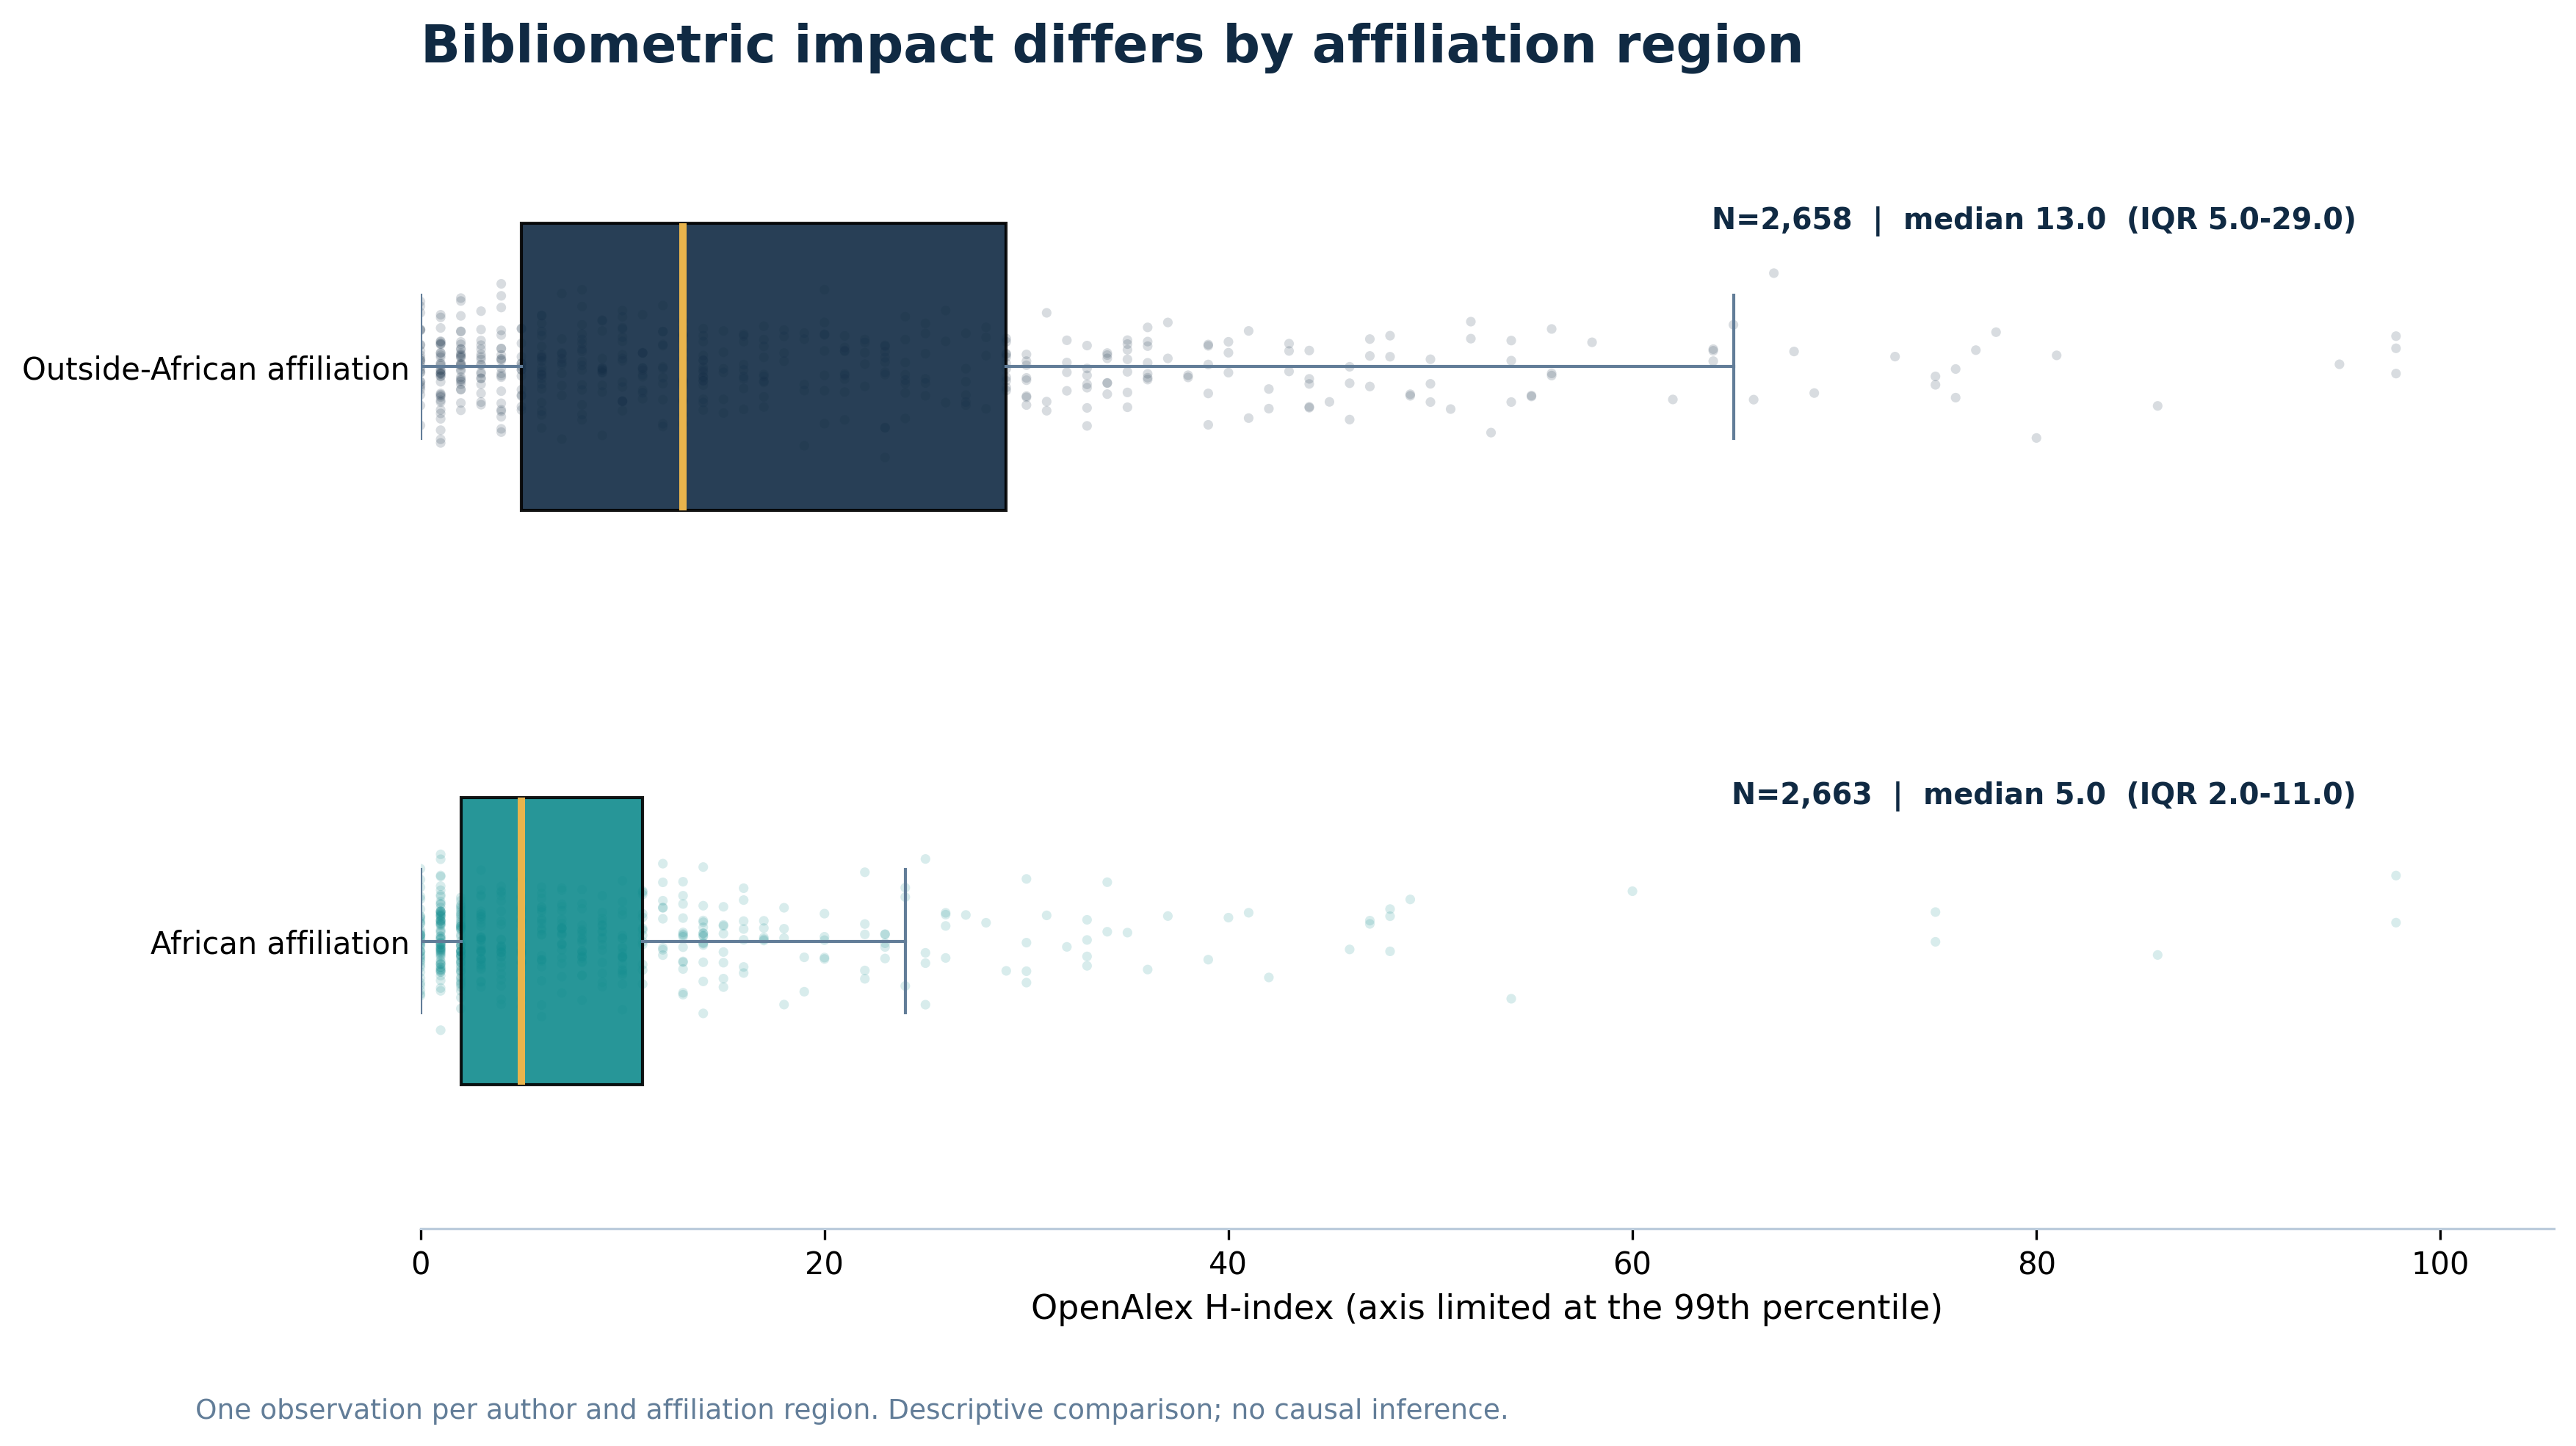 Bibliometric impact differs by affiliation region
N=2,658 | median 13.0 (IQR 5.0-29.0)
Outside-African affiliation
N=2,663 | median 5.0 (IQR 2.0-11.0)
African affiliation
0 20 40 60 80 100
OpenAlex H-index (axis limited at the 99th percentile)
One observation per author and affiliation region. Descriptive comparison; no causal inference.